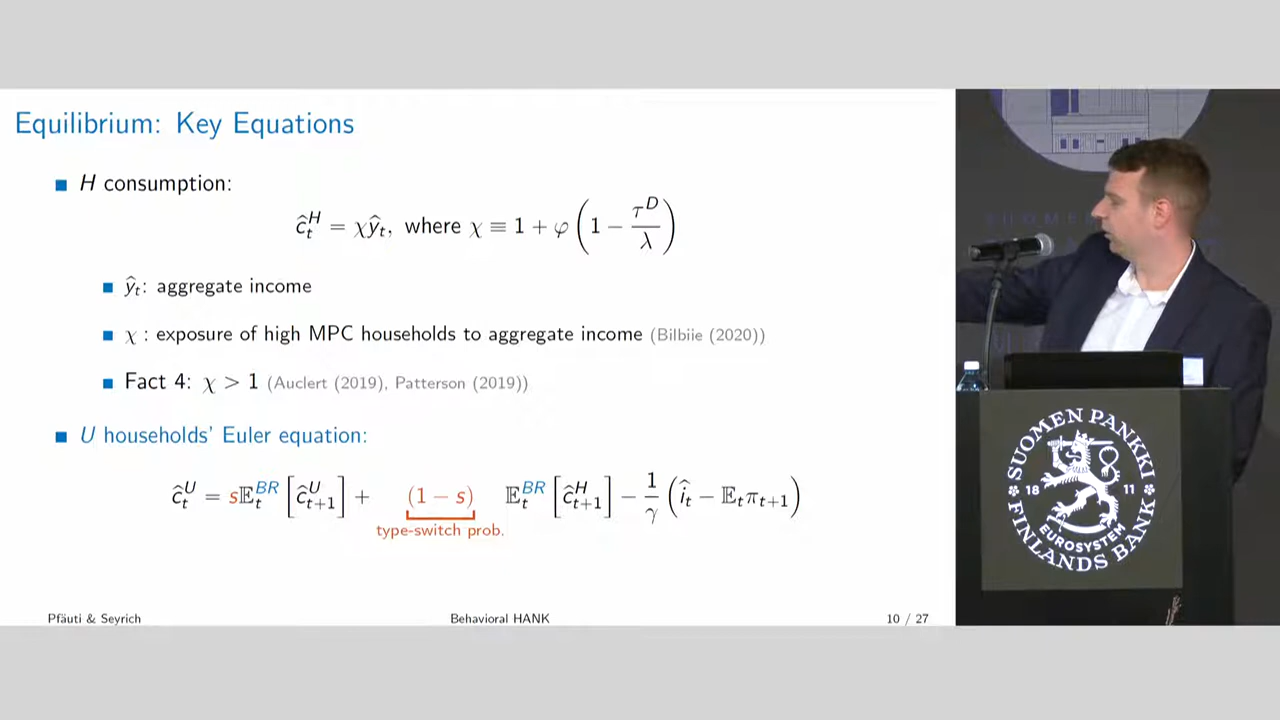 Equilibrium: Key Equations
H consumption:
ĉ_t^H = χŷ_t, where χ ≡ 1 + φ (1 − τ^D / λ)
ŷ_t: aggregate income
χ : exposure of high MPC households to aggregate income (Bilbiie (2020))
Fact 4: χ > 1 (Auclert (2019), Patterson (2019))
U households' Euler equation:
ĉ_t^U = s𝔼_t^BR [ĉ_{t+1}^U] + (1 − s) 𝔼_t^BR [ĉ_{t+1}^H] − 1/γ (î_t − 𝔼_tπ_{t+1})
type-switch prob.
Pfäuti & Seyrich
Behavioral HANK
10 / 27
SUOMEN PANKKI
18 11
EUROSYSTEM
FINLANDS BANK